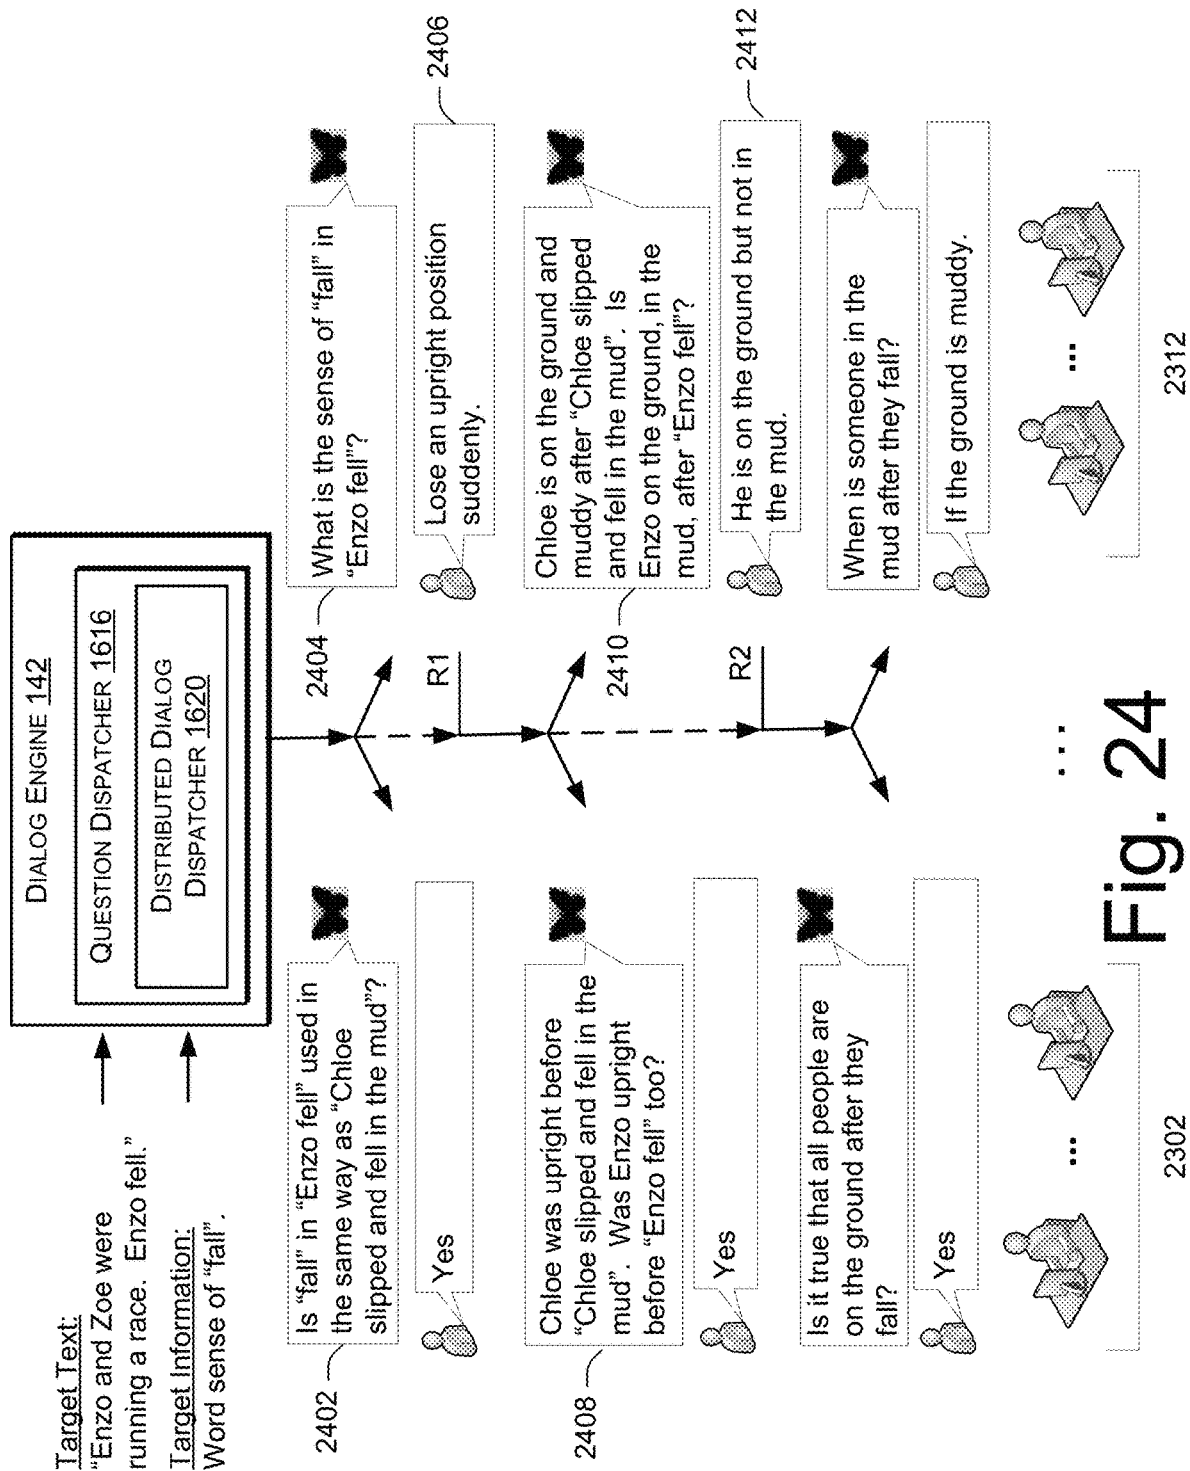 Target Text:
“Enzo and Zoe were
running a race. Enzo fell.”
Target Information:
Word sense of “fall”.
DIALOG ENGINE 142
QUESTION DISPATCHER 1616
DISTRIBUTED DIALOG
DISPATCHER 1620
2402
Is “fall” in “Enzo fell” used in
the same way as “Chloe
slipped and fell in the mud”?
Yes
2404
What is the sense of “fall” in
“Enzo fell”?
2406
Lose an upright position
suddenly.
R1
2408
Chloe was upright before
“Chloe slipped and fell in the
mud”. Was Enzo upright
before “Enzo fell” too?
Yes
2410
Chloe is on the ground and
muddy after “Chloe slipped
and fell in the mud”. Is
Enzo on the ground, in the
mud, after “Enzo fell”?
2412
He is on the ground but not in
the mud.
R2
Is it true that all people are
on the ground after they
fall?
Yes
When is someone in the
mud after they fall?
If the ground is muddy.
...
...
...
2302
2312
Fig. 24